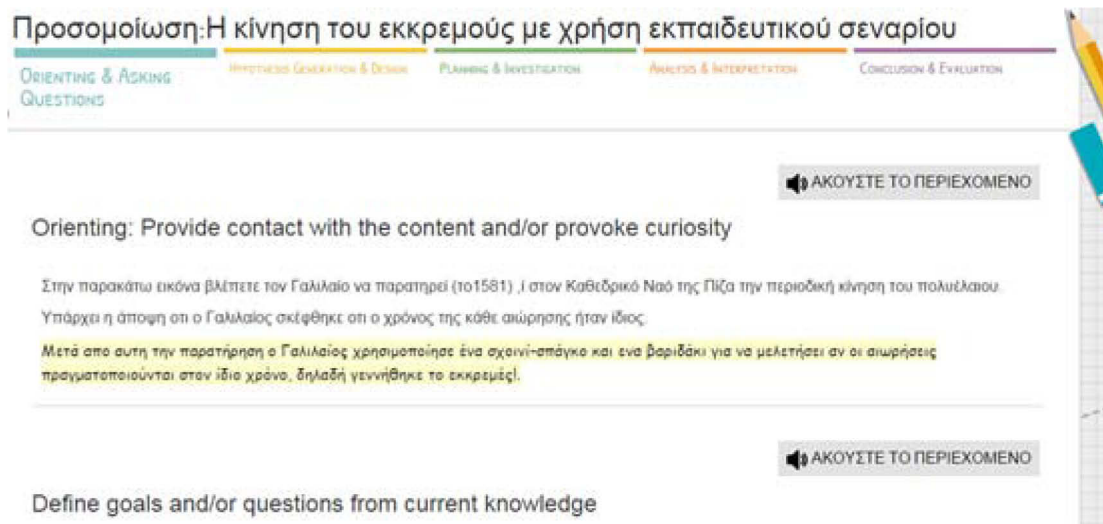 Προσομοίωση:Η κίνηση του εκκρεμούς με χρήση εκπαιδευτικού σεναρίου
Orienting & Asking Questions
Hypothesis Generation & Design
Planning & Investigation
Analysis & Interpretation
Conclusion & Evaluation
ΑΚΟΥΣΤΕ ΤΟ ΠΕΡΙΕΧΟΜΕΝΟ
Orienting: Provide contact with the content and/or provoke curiosity
Στην παρακάτω εικόνα βλέπετε τον Γαλιλαίο να παρατηρεί (το1581) ,ί στον Καθεδρικό Ναό της Πίζα την περιοδική κίνηση του πολυέλαιου.
Υπάρχει η άποψη οτι ο Γαλιλαίος σκέφθηκε οτι ο χρόνος της κάθε αιώρησης ήταν ίδιος.
Μετά απο αυτη την παρατήρηση ο Γαλιλαίος χρησιμοποίησε ένα σχοινί-σπάγκο και ενα βαριδάκι για να μελετήσει αν οι αιωρήσεις
πραγματοποιούνται στον ίδιο χρόνο, δηλαδή γεννήθηκε το εκκρεμές!.
ΑΚΟΥΣΤΕ ΤΟ ΠΕΡΙΕΧΟΜΕΝΟ
Define goals and/or questions from current knowledge